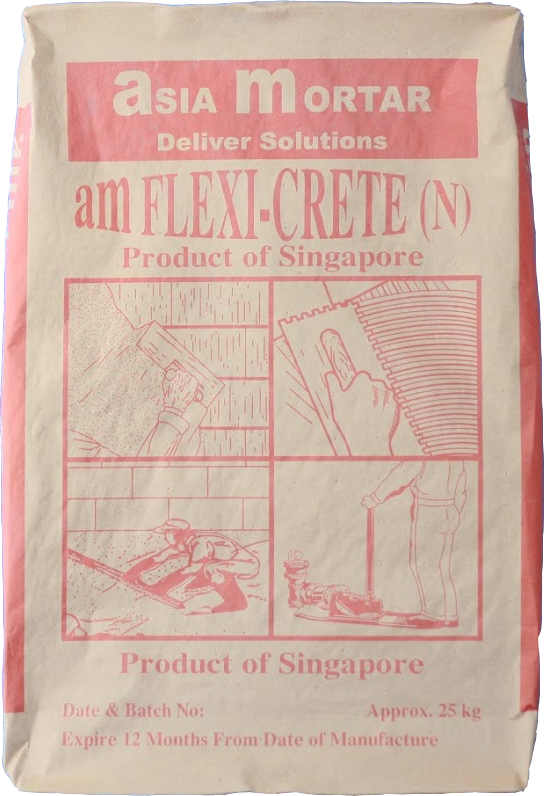 ASIA MORTAR
Deliver Solutions
am FLEXI-CRETE (N)
Product of Singapore
Product of Singapore
Date & Batch No: Approx. 25 kg
Expire 12 Months From Date of Manufacture